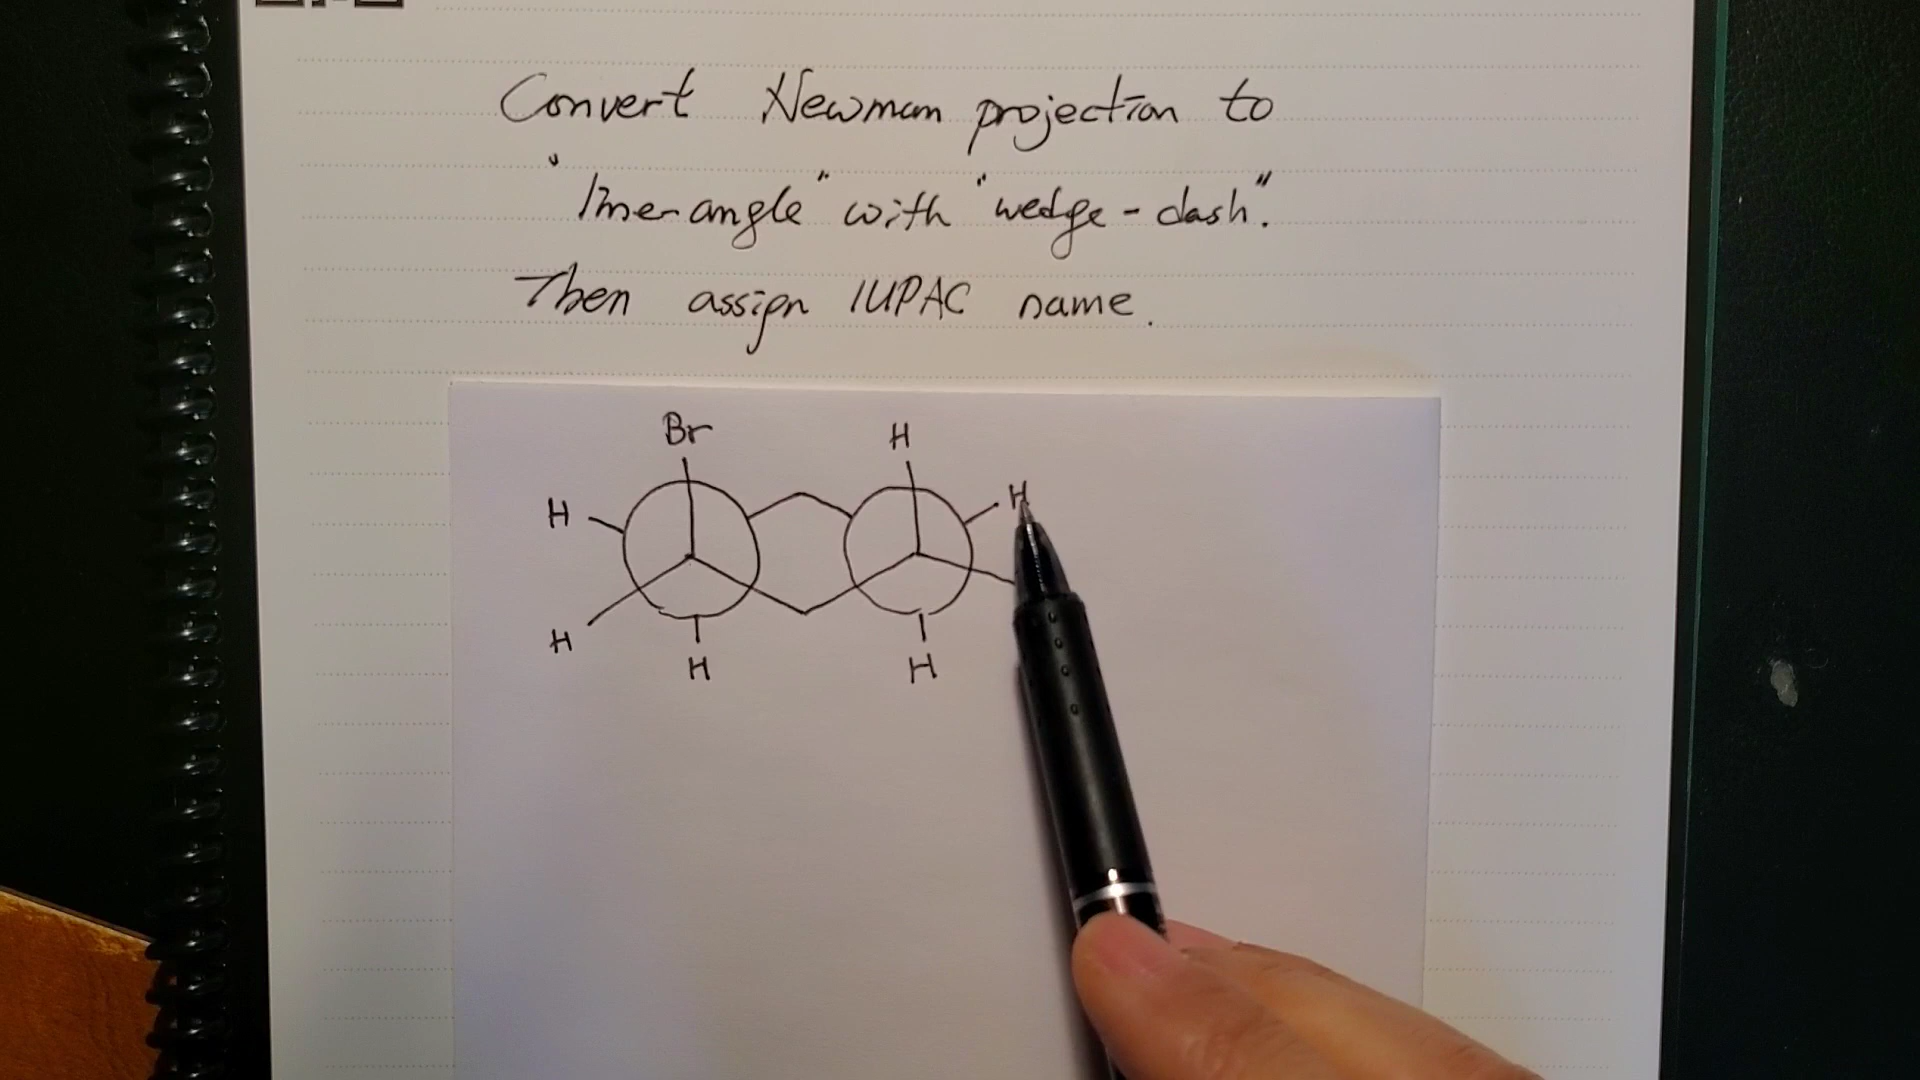 Convert Newman projection to
"line-angle" with "wedge-dash".
Then assign IUPAC name.
Br H
H H
H
H H